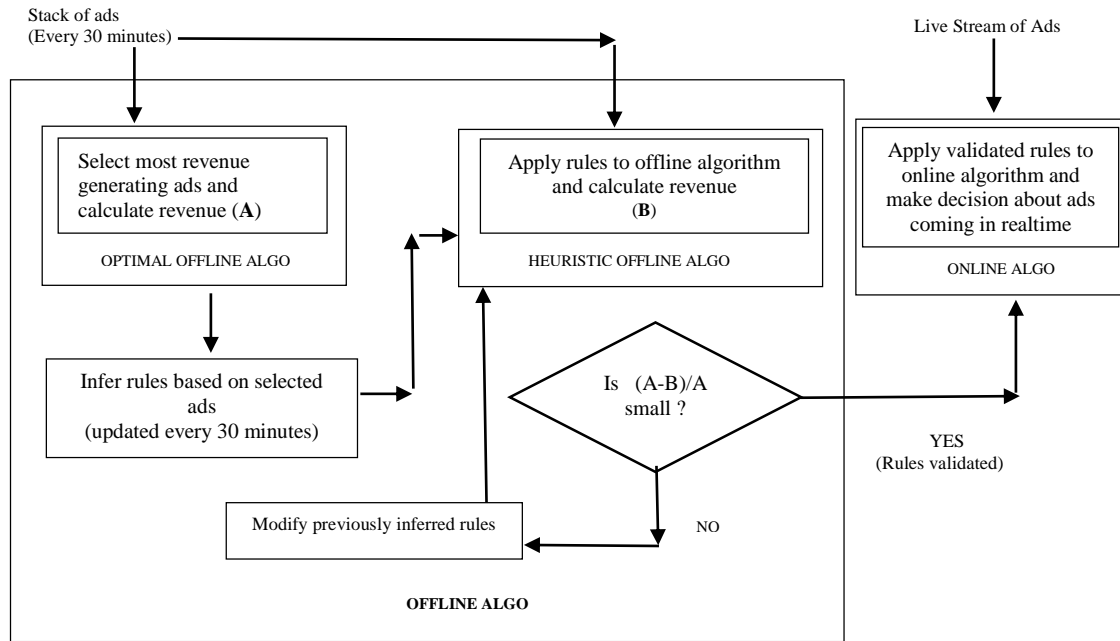 Stack of ads
(Every 30 minutes)
Live Stream of Ads
Select most revenue
generating ads and
calculate revenue (A)
OPTIMAL OFFLINE ALGO
Apply rules to offline algorithm
and calculate revenue
(B)
HEURISTIC OFFLINE ALGO
Apply validated rules to
online algorithm and
make decision about ads
coming in realtime
ONLINE ALGO
Infer rules based on selected
ads
(updated every 30 minutes)
Is (A-B)/A
small ?
YES
(Rules validated)
Modify previously inferred rules
NO
OFFLINE ALGO